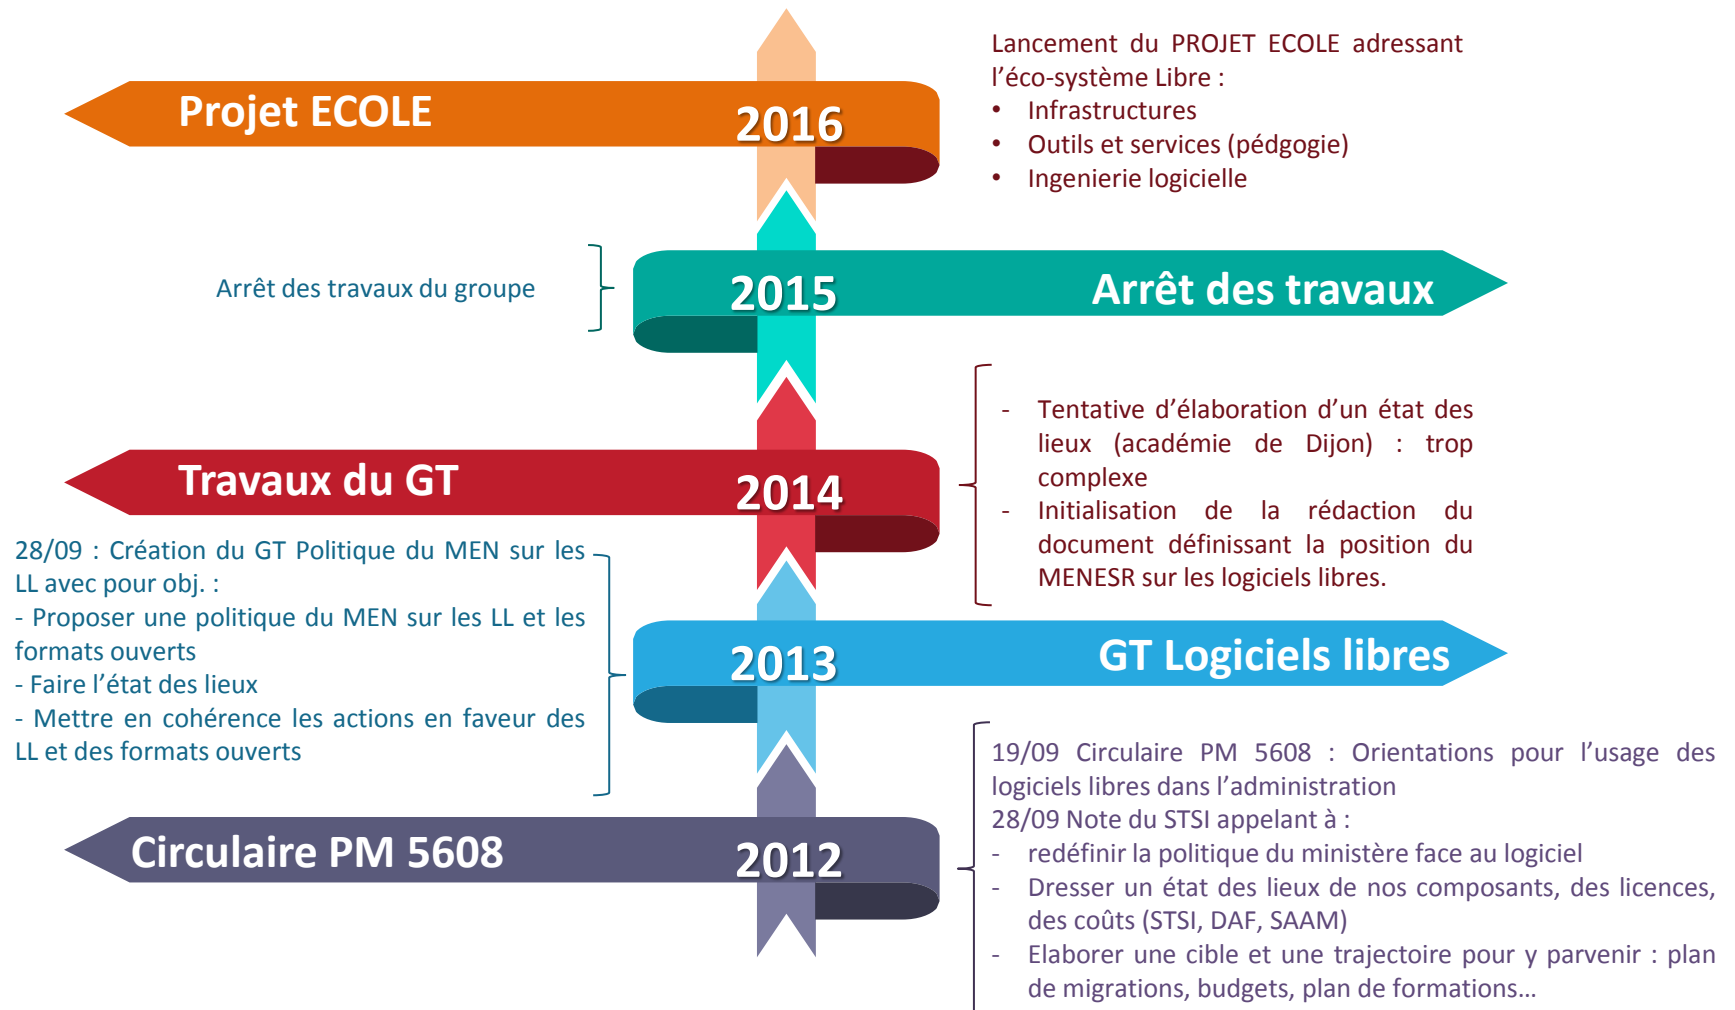 Projet ECOLE
2016
Lancement du PROJET ECOLE adressant
l’éco-système Libre :
• Infrastructures
• Outils et services (pédgogie)
• Ingenierie logicielle
Arrêt des travaux du groupe
2015
Arrêt des travaux
Travaux du GT
2014
- Tentative d’élaboration d’un état des
lieux (académie de Dijon) : trop
complexe
- Initialisation de la rédaction du
document définissant la position du
MENESR sur les logiciels libres.
28/09 : Création du GT Politique du MEN sur les
LL avec pour obj. :
- Proposer une politique du MEN sur les LL et les
formats ouverts
- Faire l’état des lieux
- Mettre en cohérence les actions en faveur des
LL et des formats ouverts
2013
GT Logiciels libres
Circulaire PM 5608
2012
19/09 Circulaire PM 5608 : Orientations pour l’usage des
logiciels libres dans l’administration
28/09 Note du STSI appelant à :
- redéfinir la politique du ministère face au logiciel
- Dresser un état des lieux de nos composants, des licences,
des coûts (STSI, DAF, SAAM)
- Elaborer une cible et une trajectoire pour y parvenir : plan
de migrations, budgets, plan de formations…